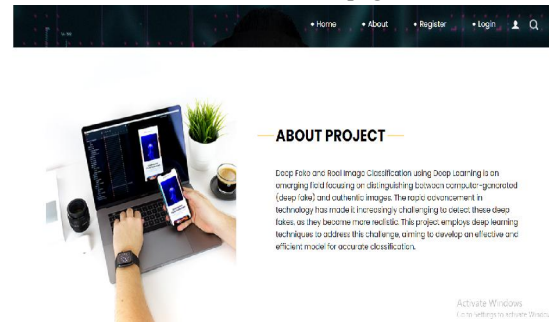 • Home • About • Register • Login
ABOUT PROJECT
Deep Fake and Real Image Classification using Deep Learning is an
emerging field focusing on distinguishing between computer-generated
(deep fake) and authentic images. The rapid advancement in
technology has made it increasingly challenging to detect these deep
fakes, as they become more realistic. This project employs deep learning
techniques to address this challenge, aiming to develop an effective and
efficient model for accurate classification.
Activate Windows
Go to Settings to activate Windows